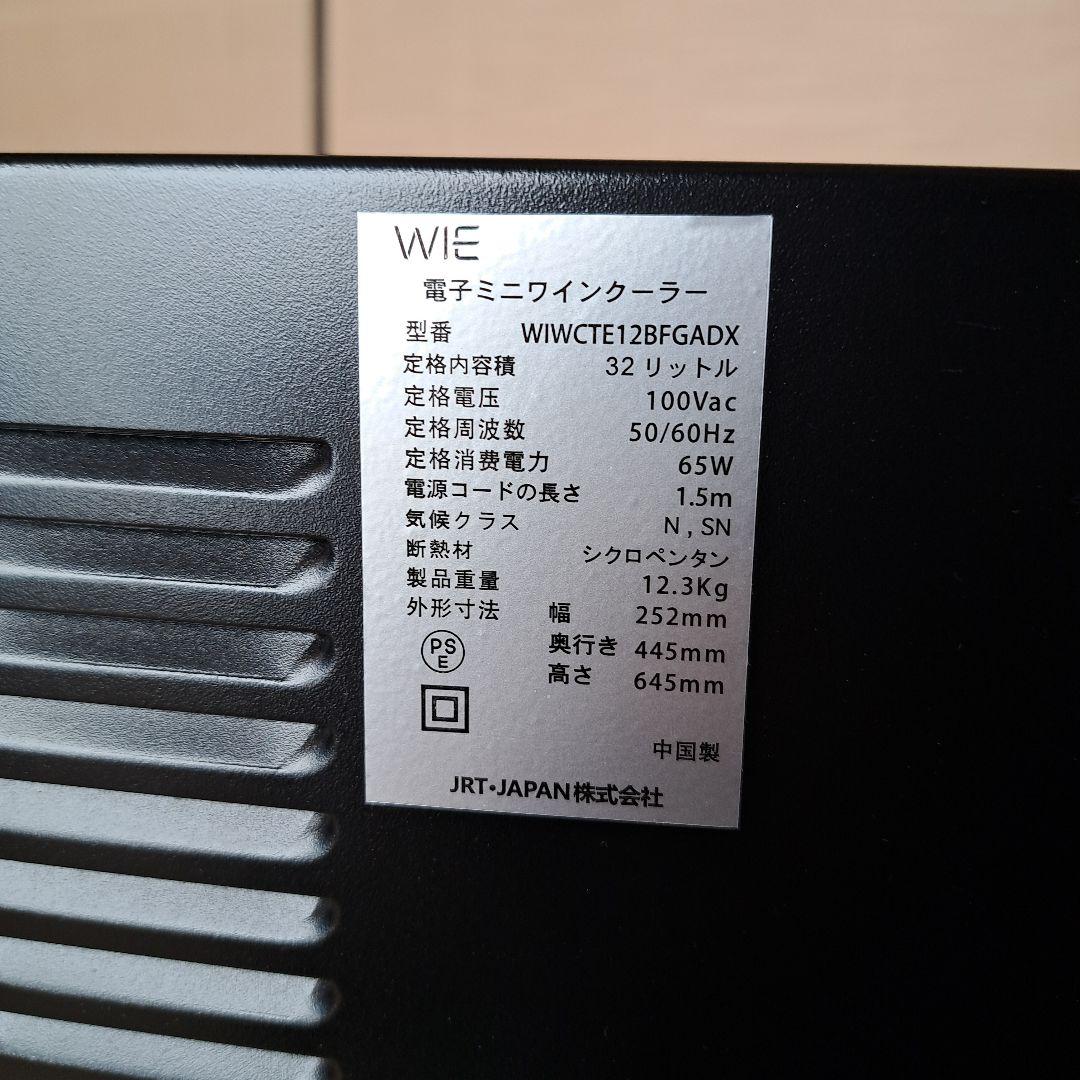 WIE
電子ミニワインクーラー
型番 WIWCTE12BFGADX
定格内容積 32リットル
定格電圧 100Vac
定格周波数 50/60Hz
定格消費電力 65W
電源コードの長さ 1.5m
気候クラス N , SN
断熱材 シクロペンタン
製品重量 12.3Kg
外形寸法 幅 252mm
奥行き 445mm
高さ 645mm
PS
E
中国製
JRT・JAPAN株式会社